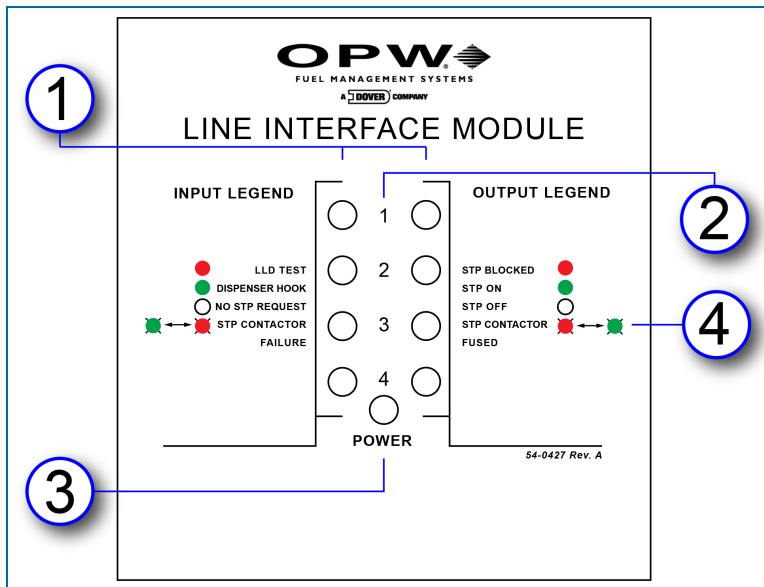 OPW
FUEL MANAGEMENT SYSTEMS
A DOVER COMPANY
LINE INTERFACE MODULE
1
2
3
4
INPUT LEGEND
LLD TEST
DISPENSER HOOK
NO STP REQUEST
STP CONTACTOR
FAILURE
1
2
3
4
POWER
OUTPUT LEGEND
STP BLOCKED
STP ON
STP OFF
STP CONTACTOR
FUSED
54-0427 Rev. A